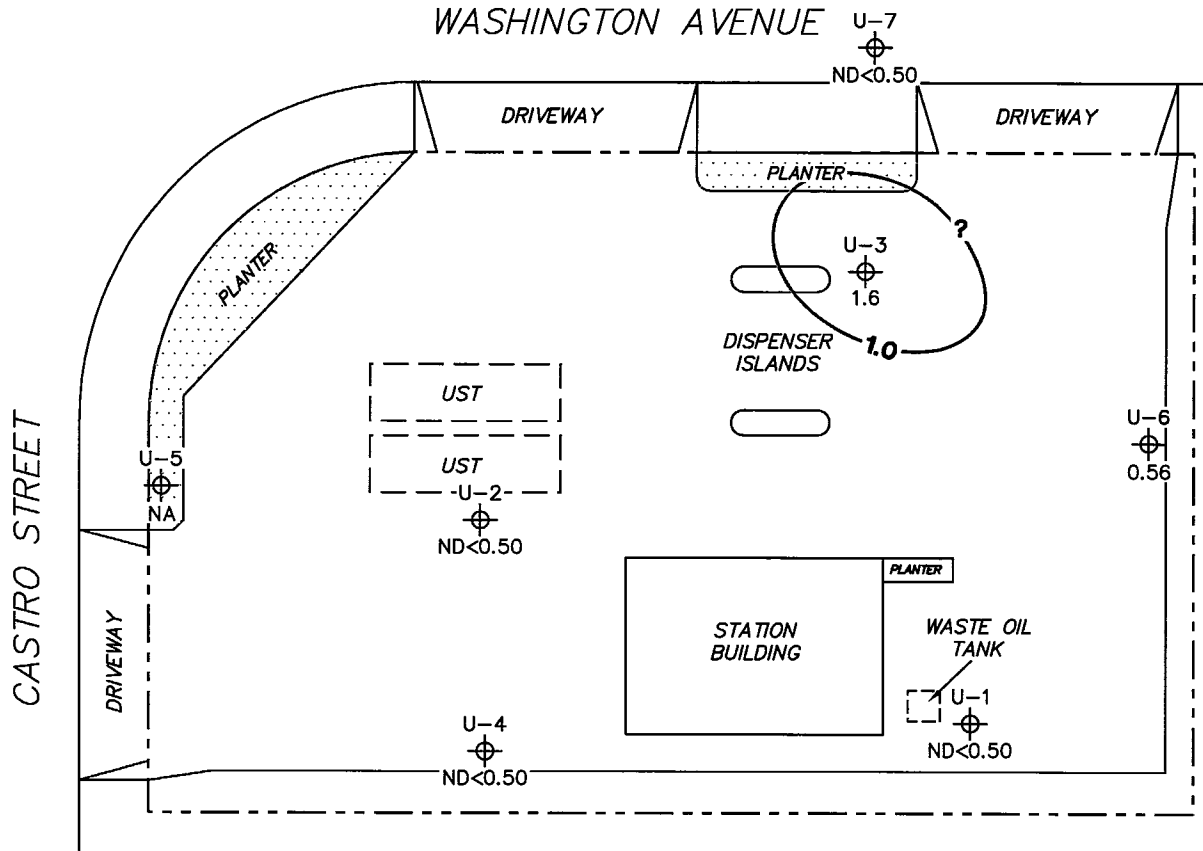 WASHINGTON AVENUE
U-7
ND<0.50
DRIVEWAY
DRIVEWAY
PLANTER
?
U-3
1.6
PLANTER
DISPENSER
ISLANDS
1.0
UST
UST
U-6
0.56
U-5
NA
U-2
ND<0.50
CASTRO STREET
PLANTER
STATION
BUILDING
WASTE OIL
TANK
DRIVEWAY
U-1
ND<0.50
U-4
ND<0.50